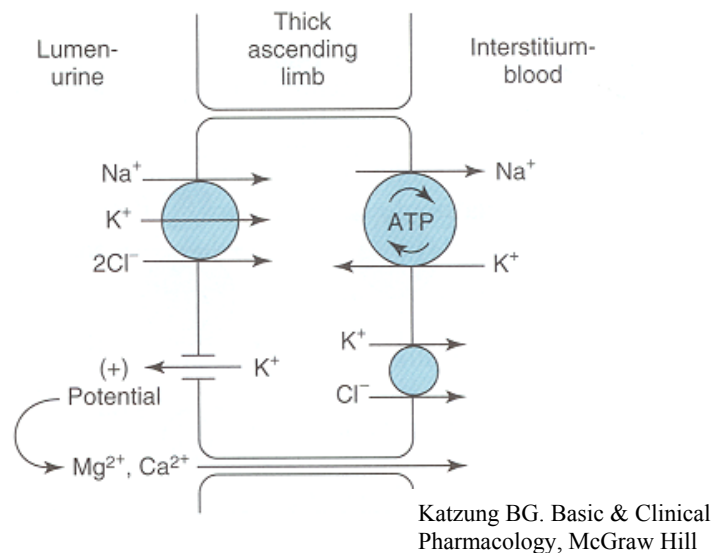 Lumen-
urine
Thick
ascending
limb
Interstitium-
blood
Na⁺
K⁺
2Cl⁻
ATP
Na⁺
K⁺
K⁺
Cl⁻
(+)
K⁺
Potential
Mg²⁺, Ca²⁺
Katzung BG. Basic & Clinical
Pharmacology, McGraw Hill